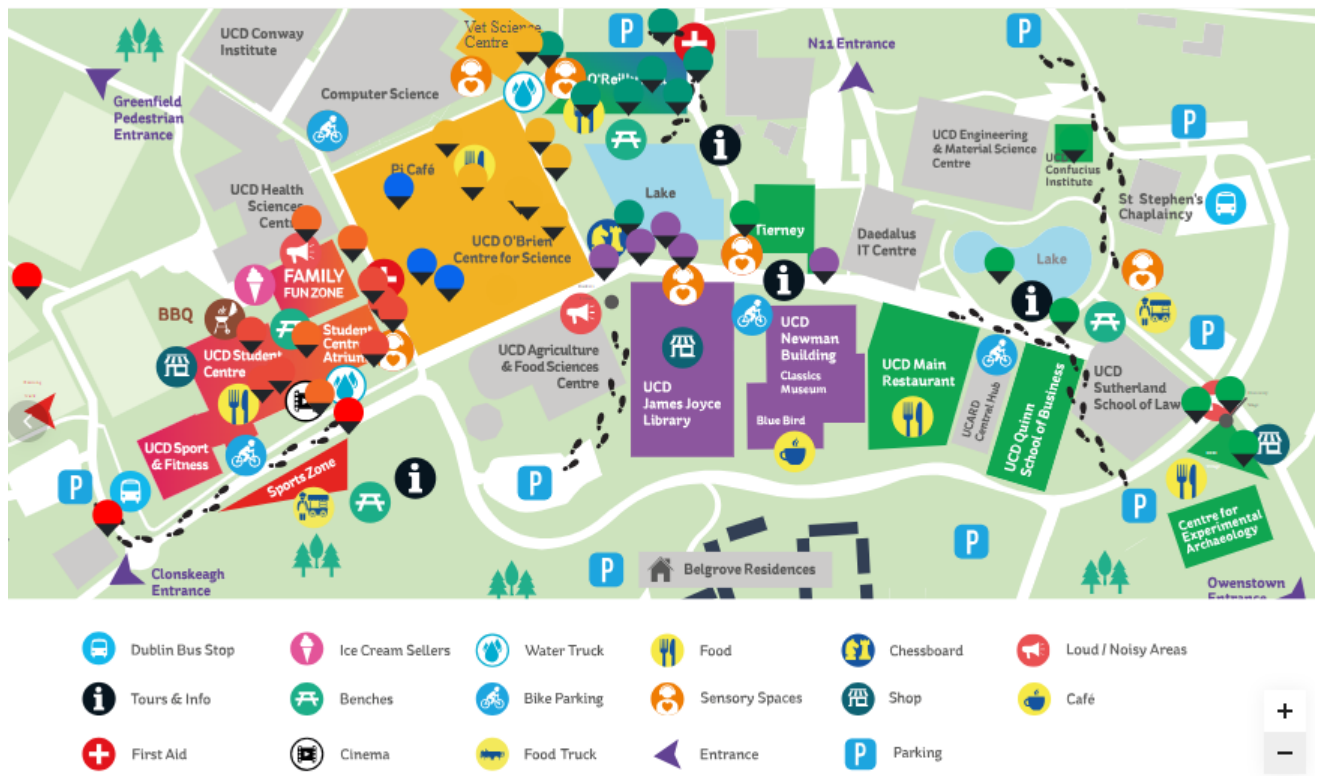 UCD Conway
Institute
Vet Science
Centre
P
P
N11 Entrance
Greenfield
Pedestrian
Entrance
Computer Science
O'Reilly
P
UCD Engineering
& Material Science
Centre
UCD
Confucius
Institute
Pi Café
i
Lake
UCD Health
Sciences
Centre
St Stephen's
Chaplaincy
Tierney
Daedalus
IT Centre
UCD O'Brien
Centre for Science
Lake
FAMILY
FUN ZONE
i
i
BBQ
UCD Student
Centre
Student
Centre
Atrium
UCD Agriculture
& Food Sciences
Centre
UCD
James Joyce
Library
UCD
Newman
Building
Classics
Museum
Blue Bird
UCD Main
Restaurant
UCARD
Central Hub
UCD Quinn
School of Business
UCD
Sutherland
School of Law
P
UCD Sport
& Fitness
Sports Zone
i
P
P
P
Centre for
Experimental
Archaeology
P
P
Belgrove Residences
Clonskeagh
Entrance
Owenstown
Entrance
Dublin Bus Stop
Ice Cream Sellers
Water Truck
Food
Chessboard
Loud / Noisy Areas
i
Tours & Info
Benches
Bike Parking
Sensory Spaces
Shop
Café
First Aid
Cinema
Food Truck
Entrance
P
Parking
+
−